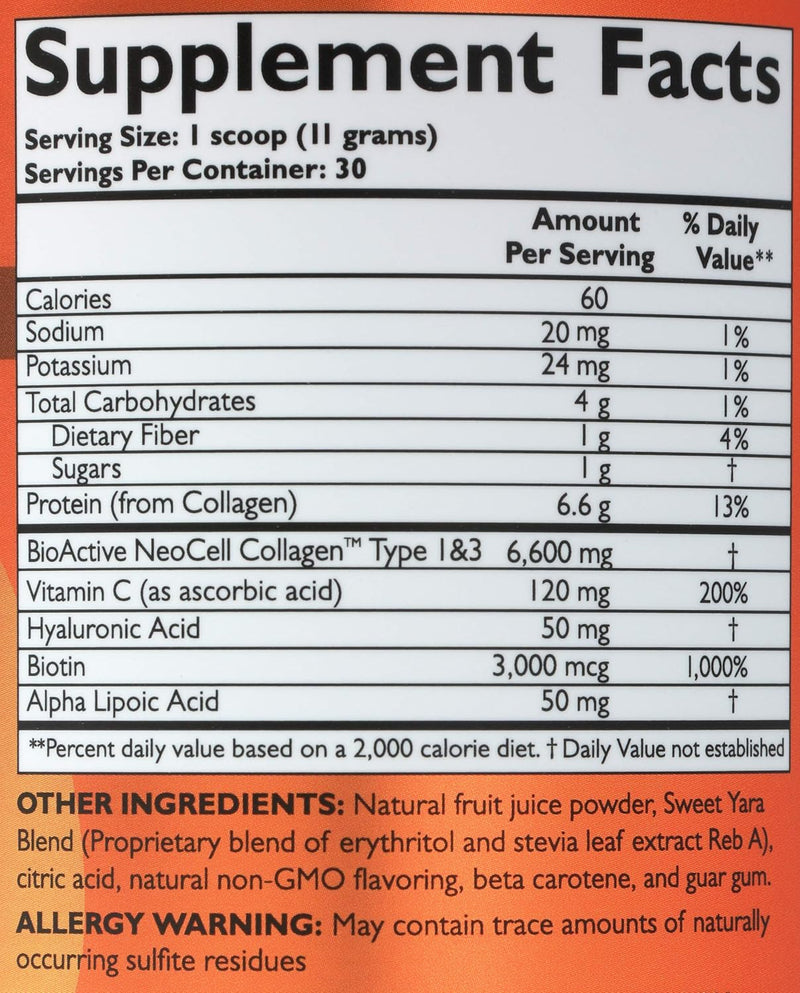 Supplement Facts
Serving Size: 1 scoop (11 grams)
Servings Per Container: 30
Amount Per Serving % Daily Value**
Calories 60
Sodium 20 mg 1%
Potassium 24 mg 1%
Total Carbohydrates 4 g 1%
Dietary Fiber 1 g 4%
Sugars 1 g †
Protein (from Collagen) 6.6 g 13%
BioActive NeoCell Collagen™ Type 1&3 6,600 mg †
Vitamin C (as ascorbic acid) 120 mg 200%
Hyaluronic Acid 50 mg †
Biotin 3,000 mcg 1,000%
Alpha Lipoic Acid 50 mg †
**Percent daily value based on a 2,000 calorie diet. † Daily Value not established
OTHER INGREDIENTS: Natural fruit juice powder, Sweet Yara
Blend (Proprietary blend of erythritol and stevia leaf extract Reb A),
citric acid, natural non-GMO flavoring, beta carotene, and guar gum.
ALLERGY WARNING: May contain trace amounts of naturally
occurring sulfite residues